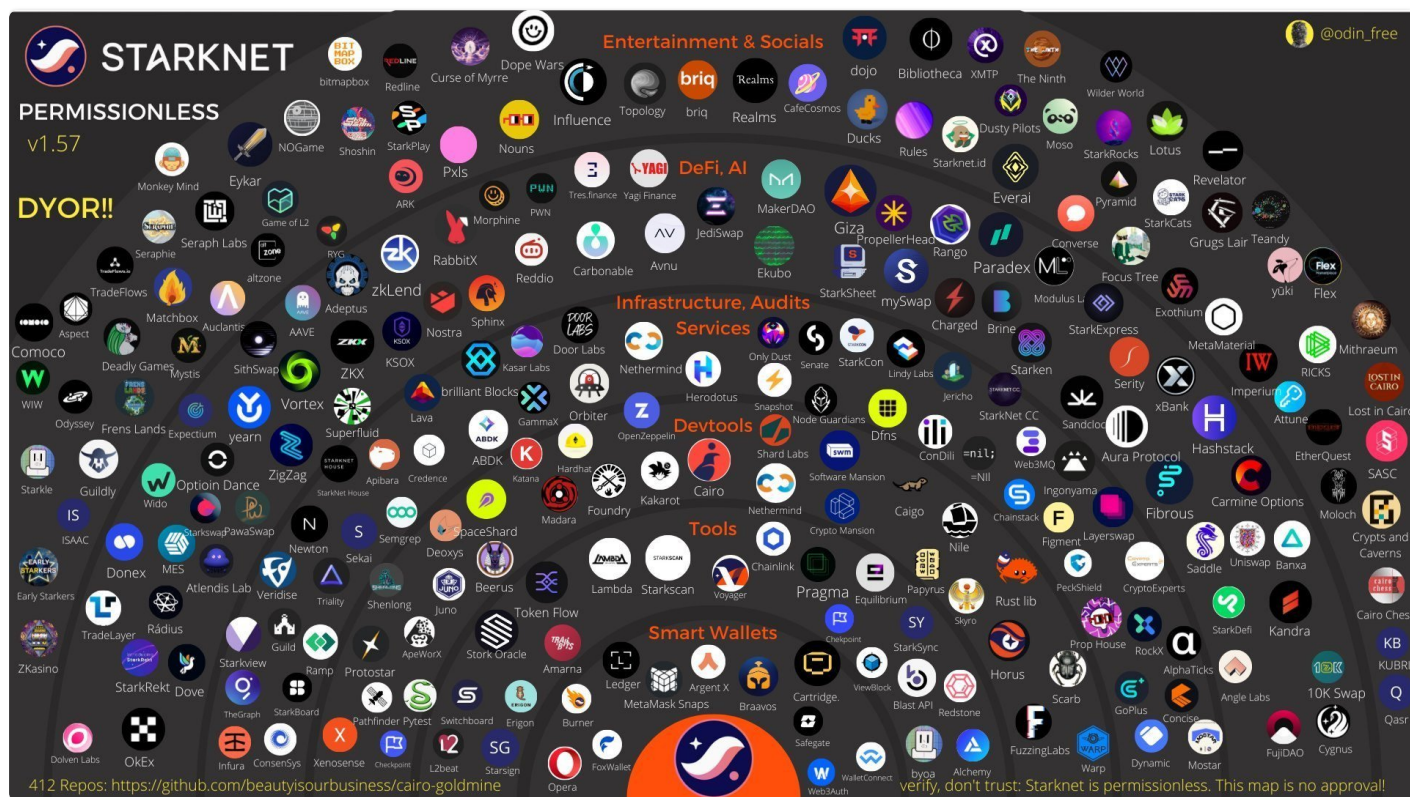 STARKNET
@odin_free
PERMISSIONLESS
v1.57
DYOR!!
Entertainment & Socials
bitmapbox
Redline
Curse of Myrre
Dope Wars
Influence
Topology
briq
Realms
CafeCosmos
dojo
Bibliotheca
XMTP
The Ninth
Wilder World
Monkey Mind
Eykar
NOGame
Shoshin
StarkPlay
Pxls
Nouns
Ducks
Rules
Starknet.id
Dusty Pilots
Moso
StarkRocks
Lotus
Revelator
DeFi, AI
Seraphie
Seraph Labs
Game of L2
ARK
Morphine
PWN
Tres.finance
Yagi Finance
JediSwap
MakerDAO
Giza
PropellerHead
Rango
Everai
Converse
Pyramid
StarkCats
Grugs Lair
Teandy
TradeFlows
altzone
RYG
zkLend
RabbitX
Reddio
Carbonable
Avnu
Ekubo
StarkSheet
mySwap
Paradex
Focus Tree
yūki
Flex
Comoco
Aspect
Matchbox
Auclantis
AAVE
Adeptus
Nostra
Sphinx
Infrastructure, Audits
Services
Charged
Brine
StarkExpress
Exothium
MetaMaterial
Mithraeum
WIW
Deadly Games
Mystis
SithSwap
ZKX
KSOX
brilliant Blocks
Kasar Labs
Door Labs
Nethermind
Herodotus
Only Dust
Senate
StarkCon
Lindy Labs
Jericho
Starken
Serity
xBank
Imperium
RICKS
Lost in Cairo
Odyssey
Frens Lands
Expectium
yearn
Vortex
Superfluid
Lava
GammaX
Orbiter
OpenZeppelin
Snapshot
Node Guardians
Dfns
StarkNet CC
Aura Protocol
Hashstack
Attune
EtherQuest
SASC
Devtools
Starkle
Guildly
Wido
Optioin Dance
ZigZag
StarkNet House
Apibara
Credence
ABDK
Katana
Hardhat
Kakarot
Cairo
Shard Labs
Software Mansion
ConDili
=NIl
Web3MQ
Ingonyama
Fibrous
Carmine Options
Moloch
Crypts and
Caverns
ISAAC
Starkswap
PawaSwap
Newton
Sekai
Semgrep
SpaceShard
Madara
Foundry
Nethermind
Crypto Mansion
Caigo
Nile
Chainstack
Figment
Layerswap
Saddle
Uniswap
Banxa
Tools
Early Starkers
Donex
MES
Atlendis Lab
Veridise
Triality
Shenlong
Deoxys
Juno
Beerus
Token Flow
Lambda
Starkscan
Voyager
Chainlink
Pragma
Equilibrium
Papyrus
Skyro
Rust lib
PeckShield
CryptoExperts
StarkDefi
Kandra
Cairo Chess
ZKasino
TradeLayer
Rádius
Starkview
Guild
Ramp
Protostar
ApeWorX
Stork Oracle
Amarna
Smart Wallets
Chekpoint
StarkSync
Horus
Scarb
Prop House
RockX
AlphaTicks
Angle Labs
10K Swap
KUBRI
Qasr
StarkRekt
Dove
TheGraph
StarkBoard
Pathfinder
Pytest
Switchboard
Erigon
Burner
Ledger
MetaMask Snaps
Argent X
Braavos
Cartridge.
ViewBlock
Blast API
Redstone
GoPlus
Concise
Dolven Labs
OkEx
Infura
ConsenSys
Xenosense
Checkpoint
L2beat
Starsign
Opera
FoxWallet
Safegate
Web3Auth
WalletConnect
byoa
Alchemy
FuzzingLabs
Warp
Dynamic
Mostar
FujiDAO
Cygnus
412 Repos: https://github.com/beautyisourbusiness/cairo-goldmine
verify, don't trust: Starknet is permissionless. This map is no approval!